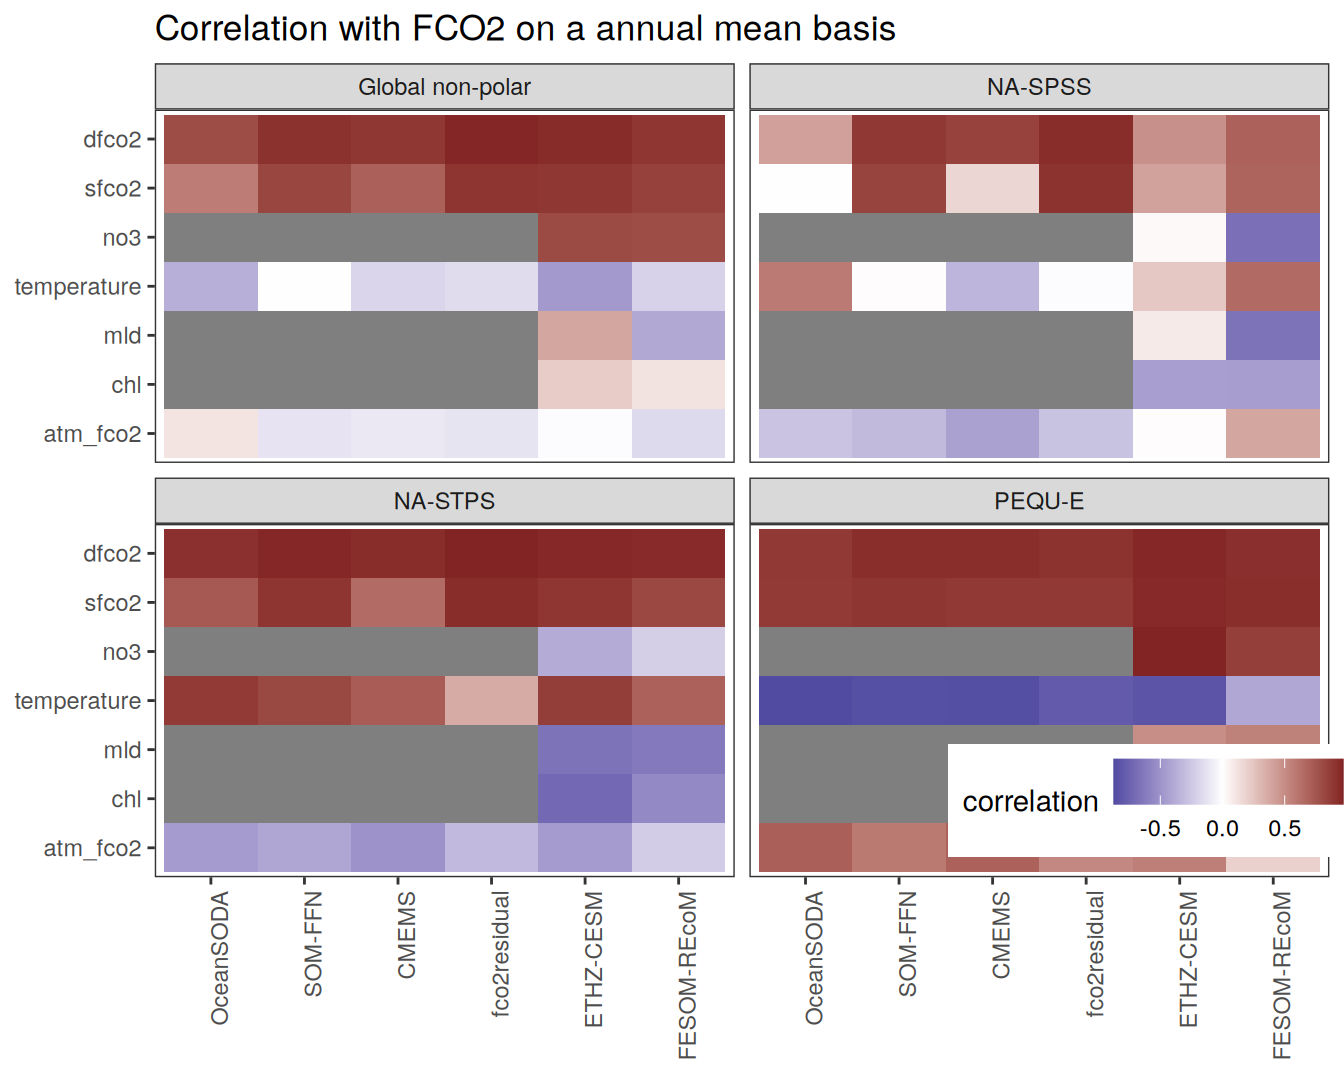 Correlation with FCO2 on a annual mean basis
Global non-polar
NA-SPSS
dfco2
sfco2
no3
temperature
mld
chl
atm_fco2
NA-STPS
PEQU-E
dfco2
sfco2
no3
temperature
mld
chl
atm_fco2
correlation
-0.5 0.0 0.5
OceanSODA
SOM-FFN
CMEMS
fco2residual
ETHZ-CESM
FESOM-REcoM
OceanSODA
SOM-FFN
CMEMS
fco2residual
ETHZ-CESM
FESOM-REcoM